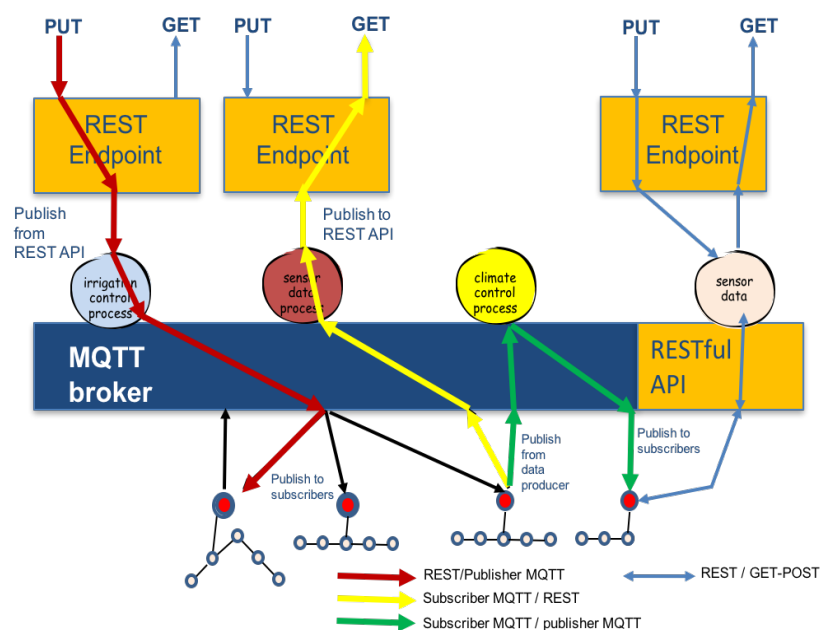 PUT
GET
PUT
GET
PUT
GET
REST
Endpoint
REST
Endpoint
REST
Endpoint
Publish
from
REST API
Publish to
REST API
irrigation
control
process
sensor
data
process
climate
control
process
sensor
data
MQTT
broker
RESTful
API
Publish to
subscribers
Publish
from
data
producer
Publish to
subscribers
REST/Publisher MQTT
Subscriber MQTT / REST
Subscriber MQTT / publisher MQTT
REST / GET-POST